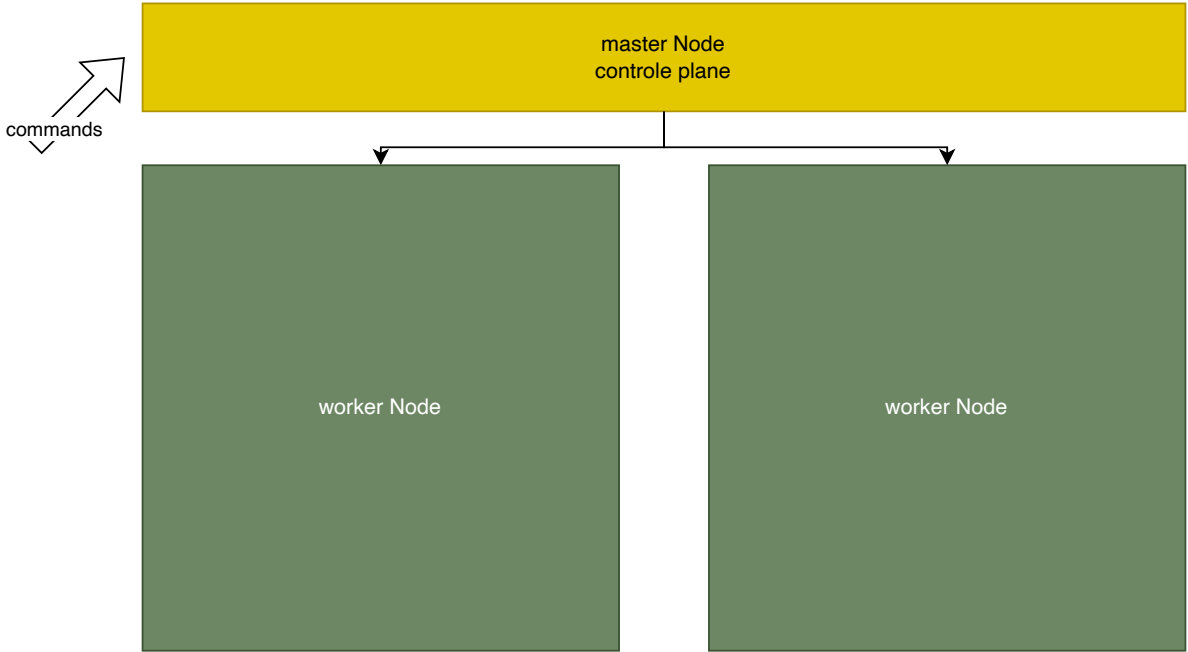 master Node
controle plane
commands
worker Node
worker Node